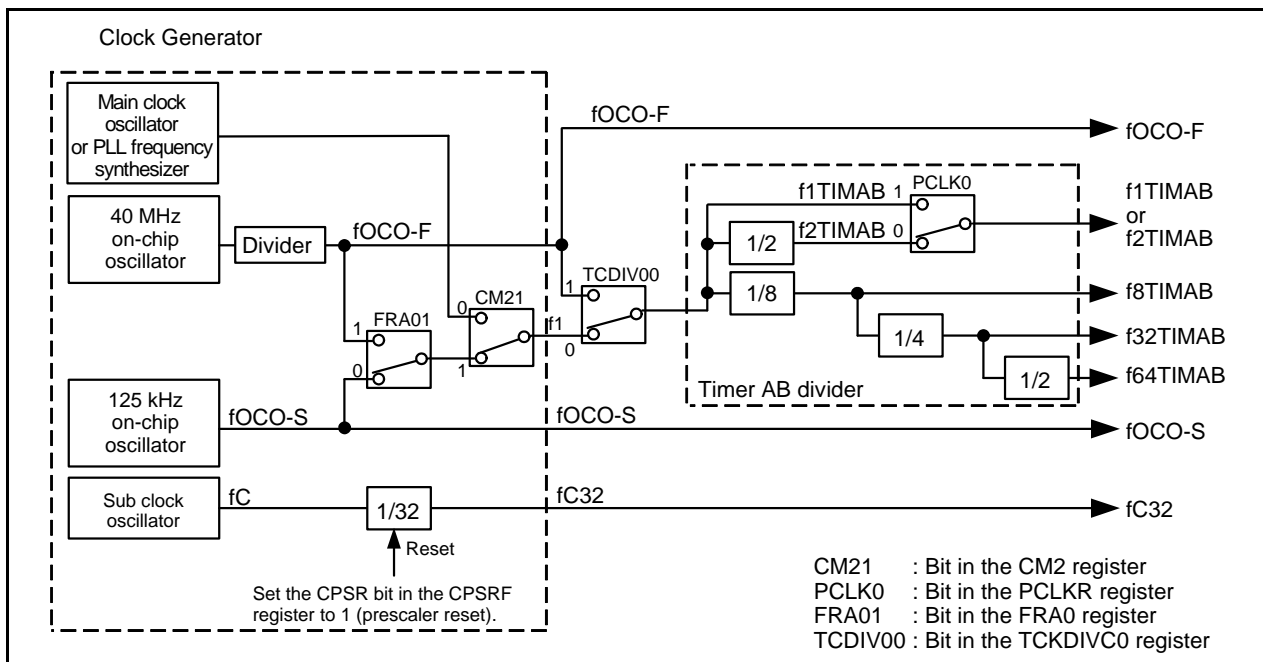 Clock Generator
Main clock
oscillator
or PLL frequency
synthesizer
40 MHz
on-chip
oscillator
Divider
fOCO-F
fOCO-F
fOCO-F
FRA01
1
0
CM21
0
1
f1
TCDIV00
1
0
f1TIMAB
1
PCLK0
1/2
f2TIMAB
0
f1TIMAB
or
f2TIMAB
1/8
f8TIMAB
1/4
f32TIMAB
1/2
f64TIMAB
Timer AB divider
125 kHz
on-chip
oscillator
fOCO-S
fOCO-S
fOCO-S
Sub clock
oscillator
fC
1/32
fC32
fC32
Reset
Set the CPSR bit in the CPSRF
register to 1 (prescaler reset).
CM21 : Bit in the CM2 register
PCLK0 : Bit in the PCLKR register
FRA01 : Bit in the FRA0 register
TCDIV00 : Bit in the TCKDIVC0 register